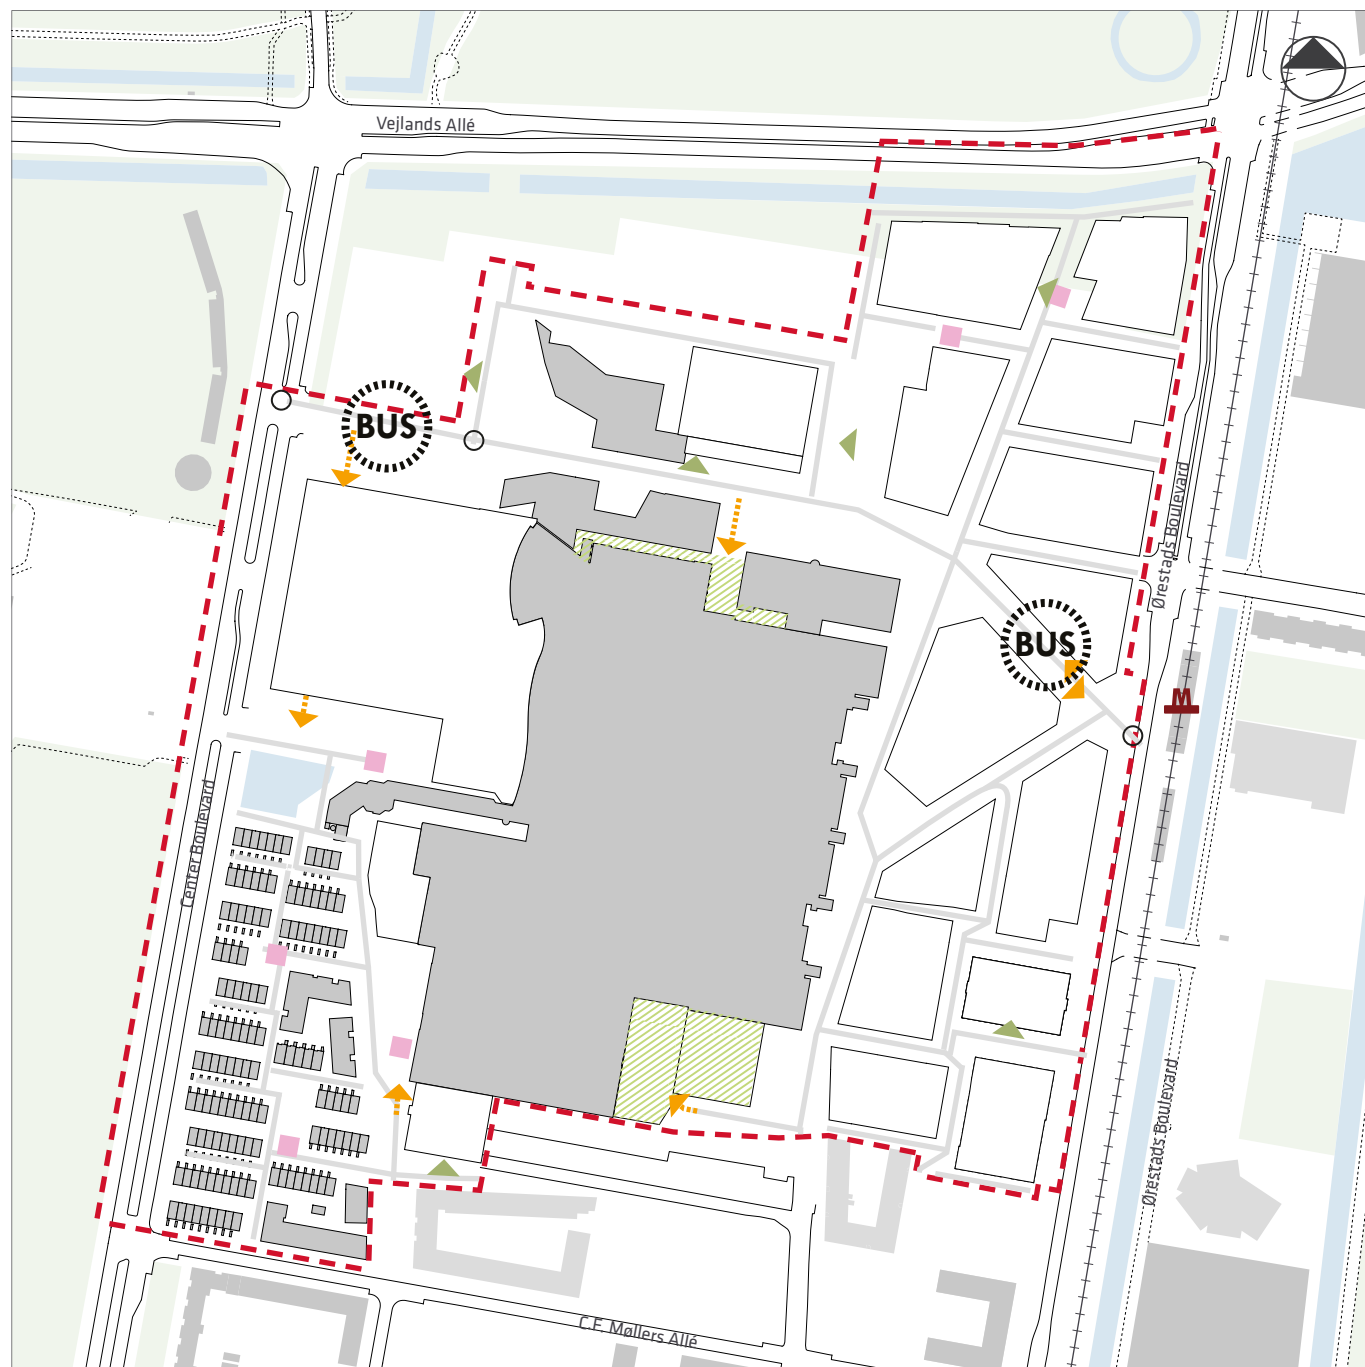 Vejlands Allé
BUS
Ørestads Boulevard
BUS
M
Center Boulevard
Ørestads Boulevard
C.F. Møllers Allé